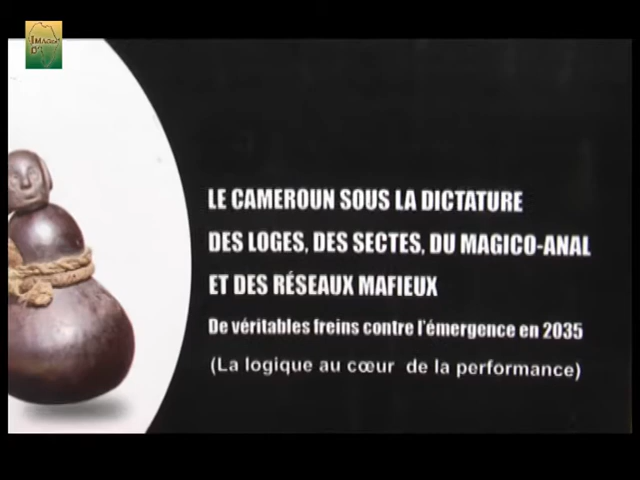 LE CAMEROUN SOUS LA DICTATURE
DES LOGES, DES SECTES, DU MAGICO-ANAL
ET DES RÉSEAUX MAFIEUX
De véritables freins contre l'émergence en 2035
(La logique au cœur de la performance)